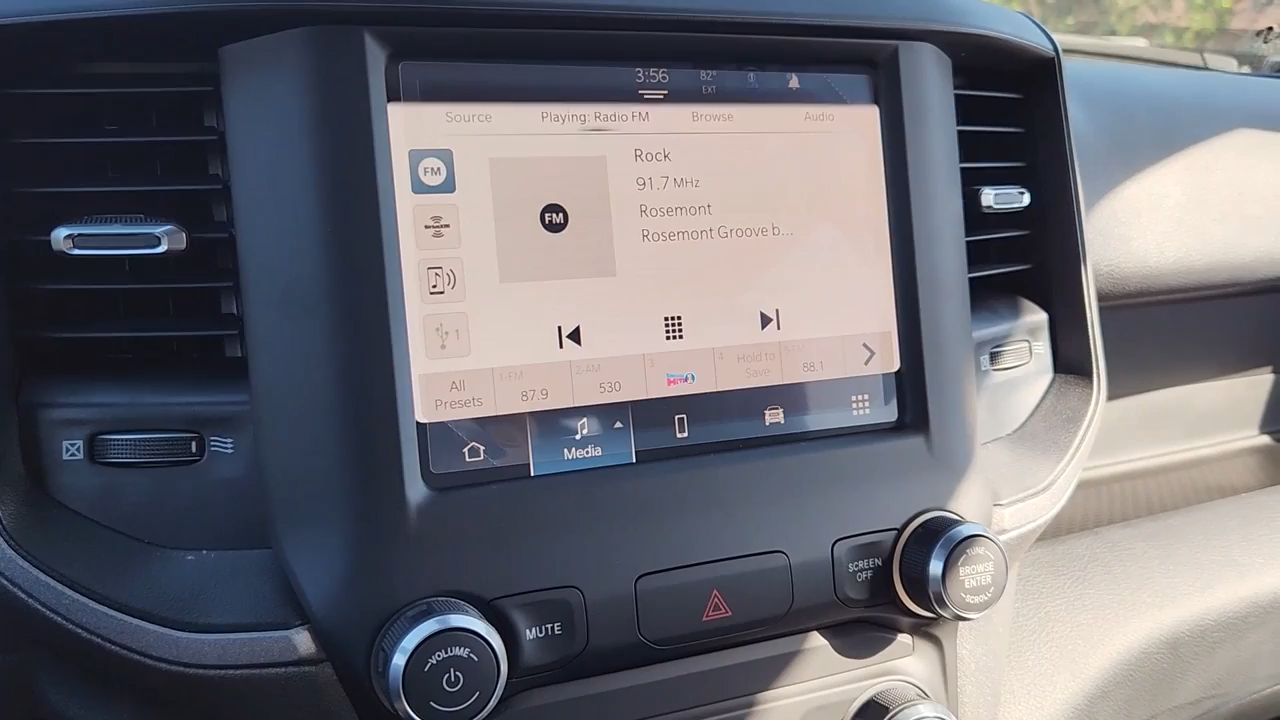 3:56
82°
EXT
Source
Playing: Radio FM
Browse
Audio
FM
Rock
91.7 MHz
FM
Rosemont
SiriusXM
Rosemont Groove b...
1
All
Presets
1-FM
87.9
2-AM
530
3
4
Hold to
Save
88.1
Media
SCREEN
OFF
TUNE
BROWSE
ENTER
SCROLL
MUTE
VOLUME